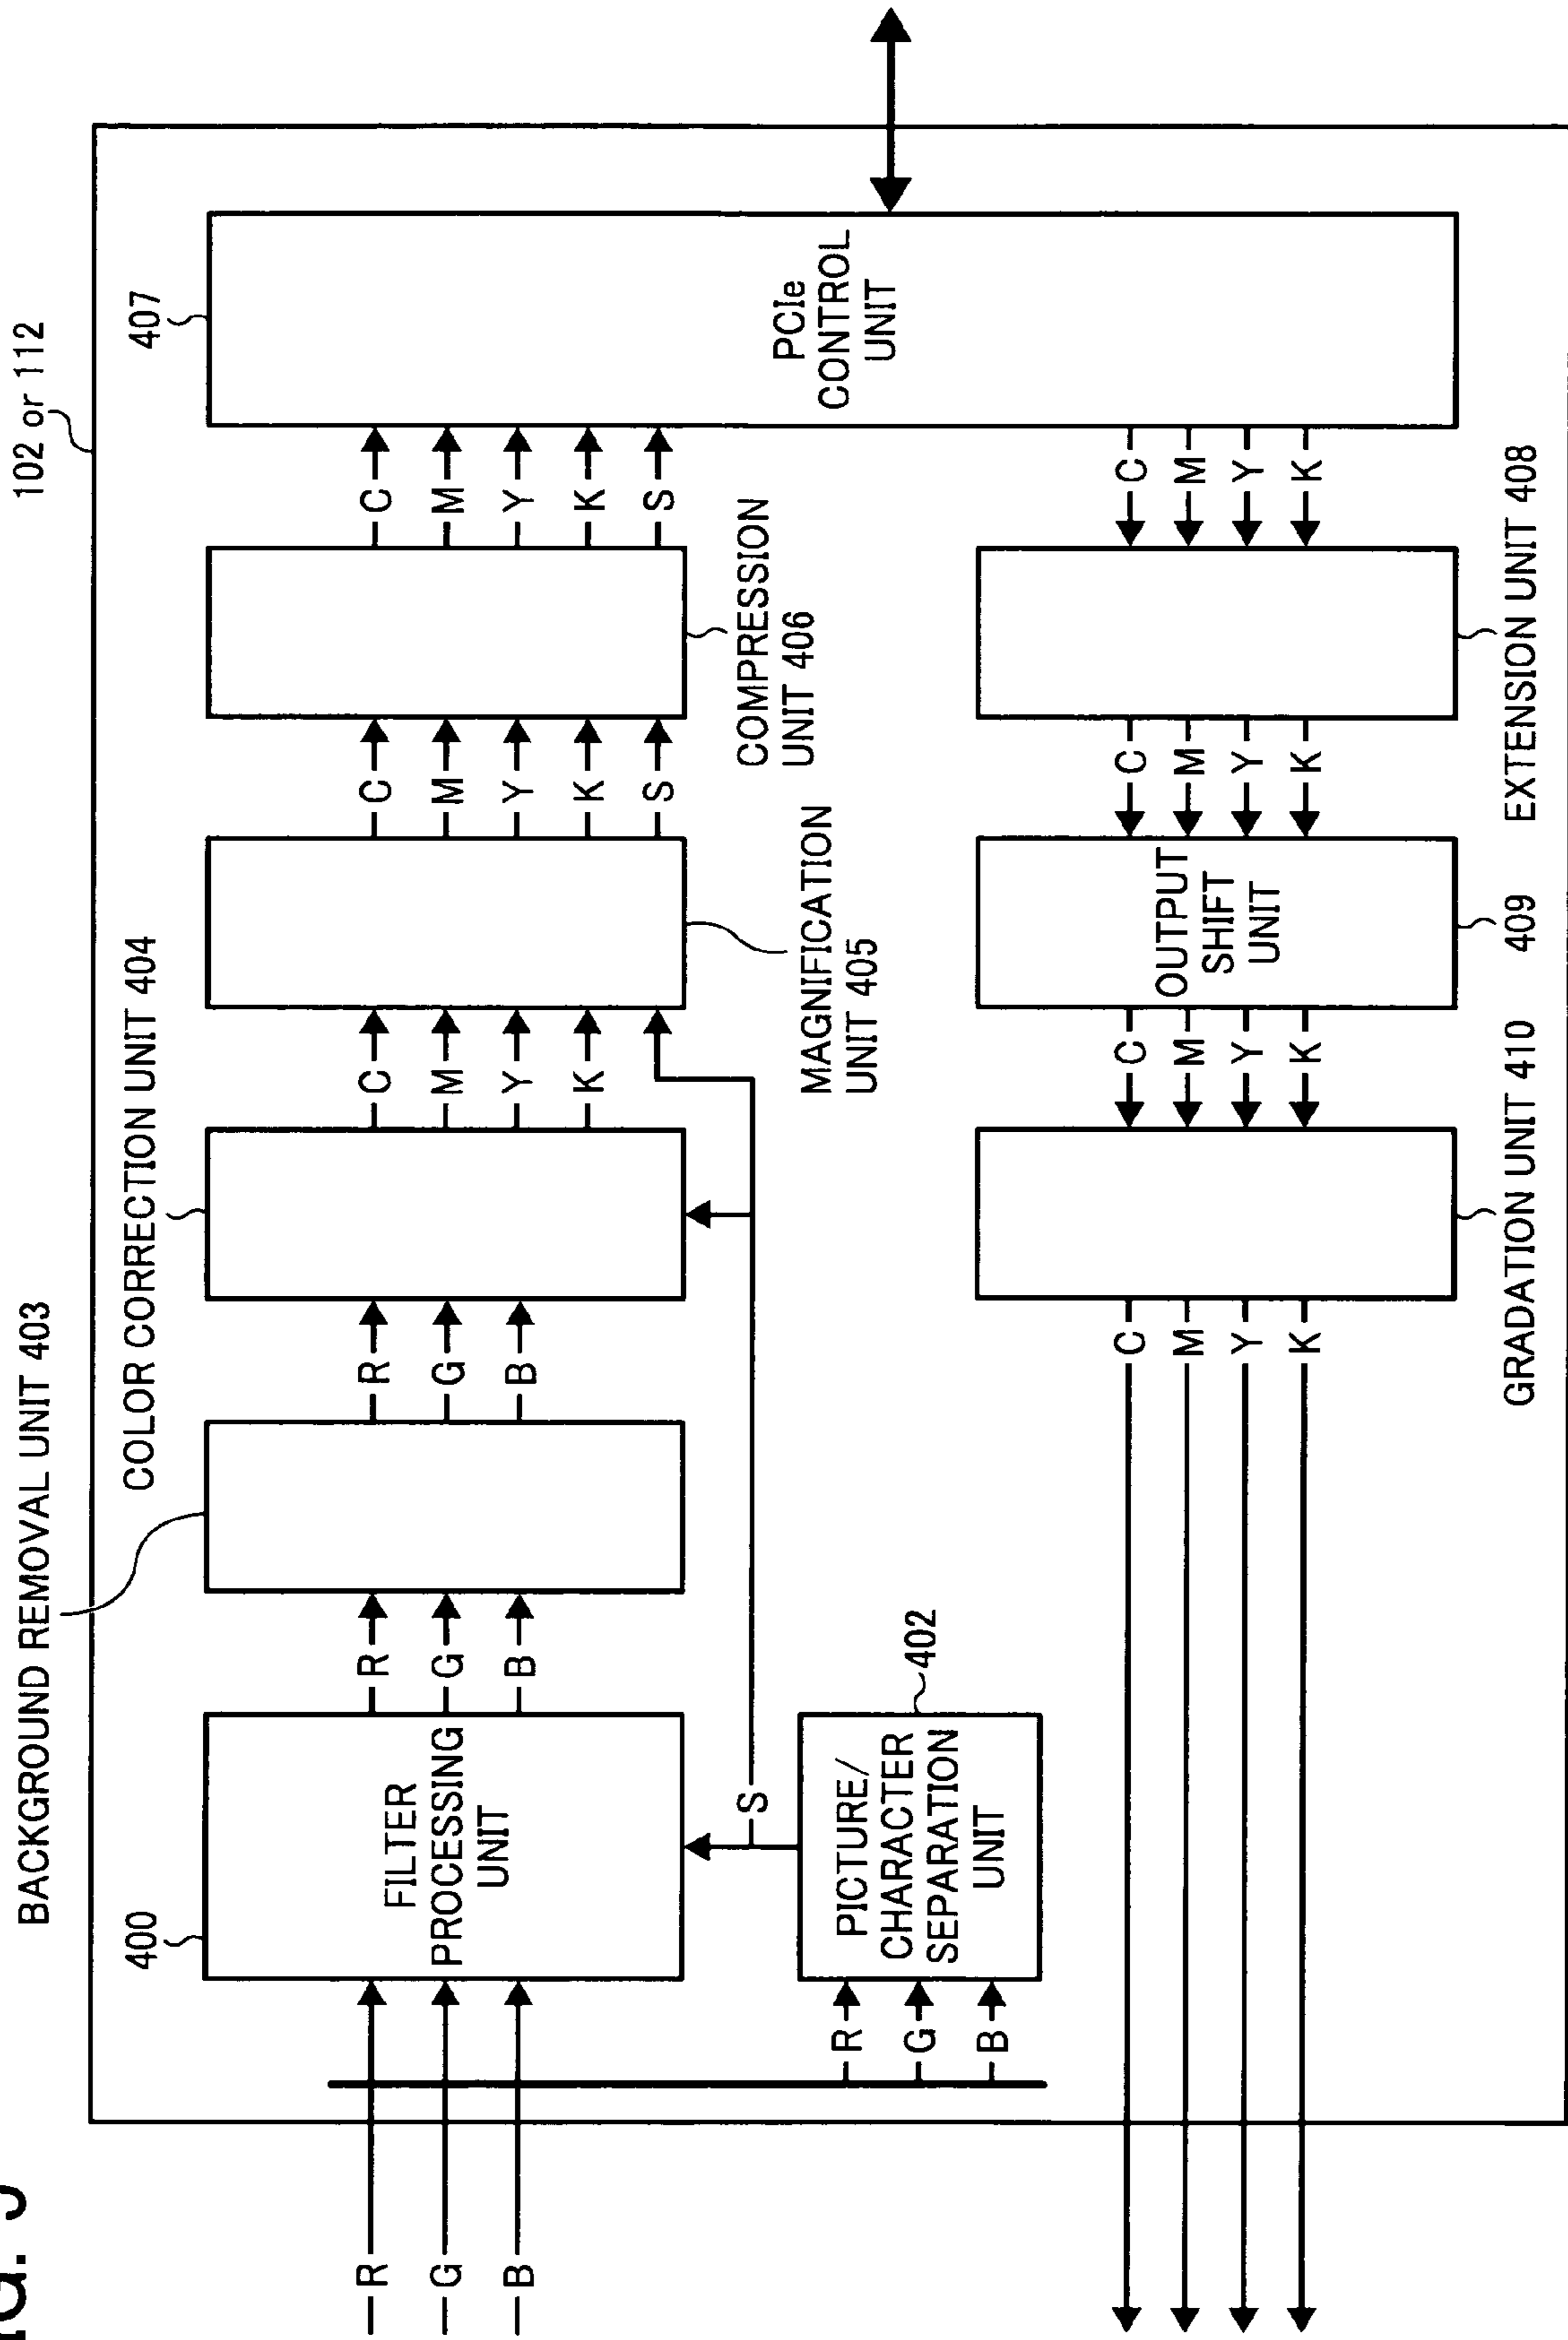 102 or 112
BACKGROUND REMOVAL UNIT 403
COLOR CORRECTION UNIT 404
407
400
FILTER
PROCESSING
UNIT
R
G
B
R
G
B
R
G
B
C
M
Y
K
C
M
Y
K
S
C
M
Y
K
S
PCIe
CONTROL
UNIT
S
MAGNIFICATION
UNIT 405
COMPRESSION
UNIT 406
R
G
B
PICTURE/
CHARACTER
SEPARATION
UNIT
402
C
M
Y
K
C
M
Y
K
C
M
Y
K
OUTPUT
SHIFT
UNIT
GRADATION UNIT 410
409
EXTENSION UNIT 408